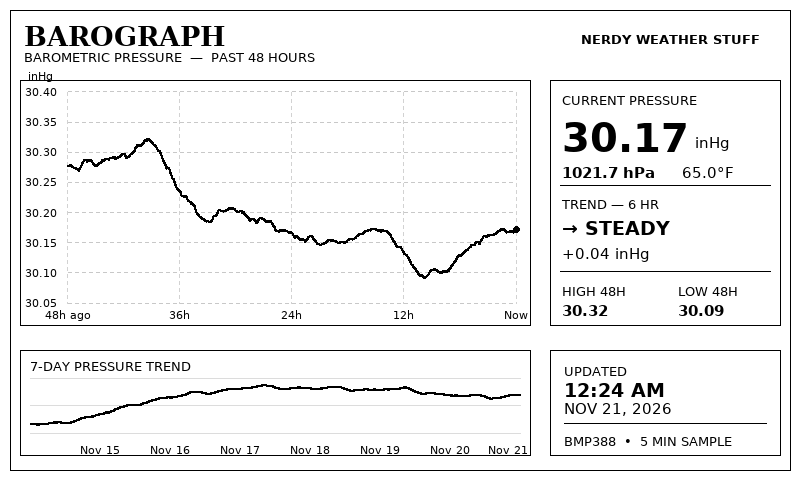 BAROGRAPH
BAROMETRIC PRESSURE — PAST 48 HOURS
NERDY WEATHER STUFF
inHg
30.40
30.35
30.30
30.25
30.20
30.15
30.10
30.05
48h ago 36h 24h 12h Now
CURRENT PRESSURE
30.17 inHg
1021.7 hPa 65.0°F
TREND — 6 HR
→ STEADY
+0.04 inHg
HIGH 48H LOW 48H
30.32 30.09
7-DAY PRESSURE TREND
Nov 15 Nov 16 Nov 17 Nov 18 Nov 19 Nov 20 Nov 21
UPDATED
12:24 AM
NOV 21, 2026
BMP388 • 5 MIN SAMPLE